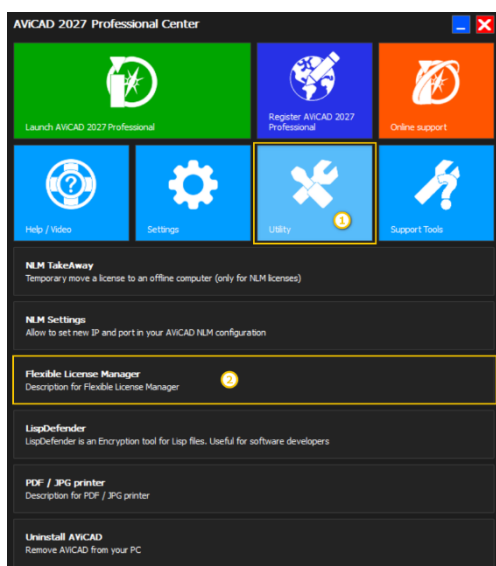 AViCAD 2027 Professional Center
Launch AViCAD 2027 Professional
Register AViCAD 2027
Professional
Online support
Help / Video
Settings
Utility
1
Support Tools
NLM TakeAway
Temporary move a license to an offline computer (only for NLM licenses)
NLM Settings
Allow to set new IP and port in your AViCAD NLM configuration
Flexible License Manager
Description for Flexible License Manager
2
LispDefender
LispDefender is an Encryption tool for Lisp files. Useful for software developers
PDF / JPG printer
Description for PDF / JPG printer
Uninstall AViCAD
Remove AViCAD from your PC